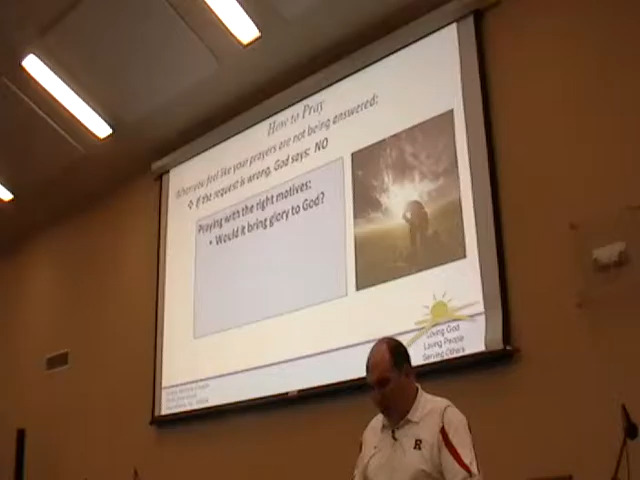 How to Pray
When you feel like your prayers are not being answered:
❖ If the request is wrong, God says: NO
Praying with the right motives:
• Would it bring glory to God?
Loving God
Loving People
Serving Others
R